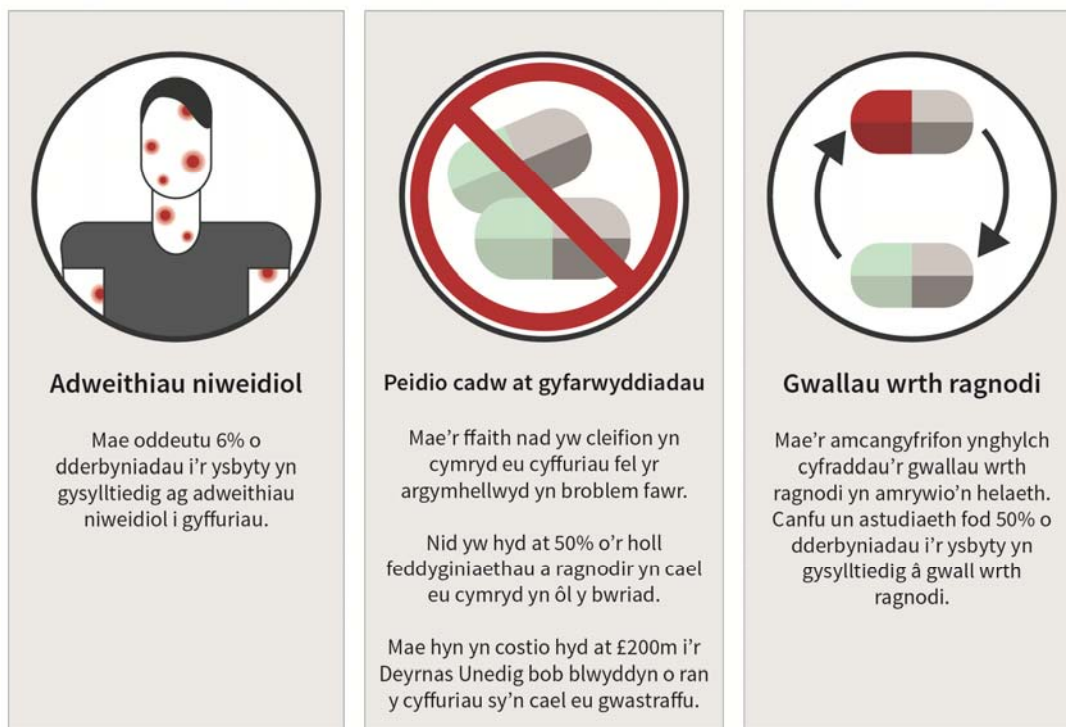 Adweithiau niweidiol
Mae oddeutu 6% o
dderbyniadau i'r ysbyty yn
gysylltiedig ag adweithiau
niweidiol i gyffuriau.
Peidio cadw at gyfarwyddiadau
Mae'r ffaith nad yw cleifion yn
cymryd eu cyffuriau fel yr
argymhellwyd yn broblem fawr.
Nid yw hyd at 50% o'r holl
feddyginiaethau a ragnodir yn cael
eu cymryd yn ôl y bwriad.
Mae hyn yn costio hyd at £200m i'r
Deyrnas Unedig bob blwyddyn o ran
y cyffuriau sy'n cael eu gwastraffu.
Gwallau wrth ragnodi
Mae'r amcangyfrifon ynghylch
cyfraddau'r gwallau wrth
ragnodi yn amrywio'n helaeth.
Canfu un astudiaeth fod 50% o
dderbyniadau i'r ysbyty yn
gysylltiedig â gwall wrth
ragnodi.